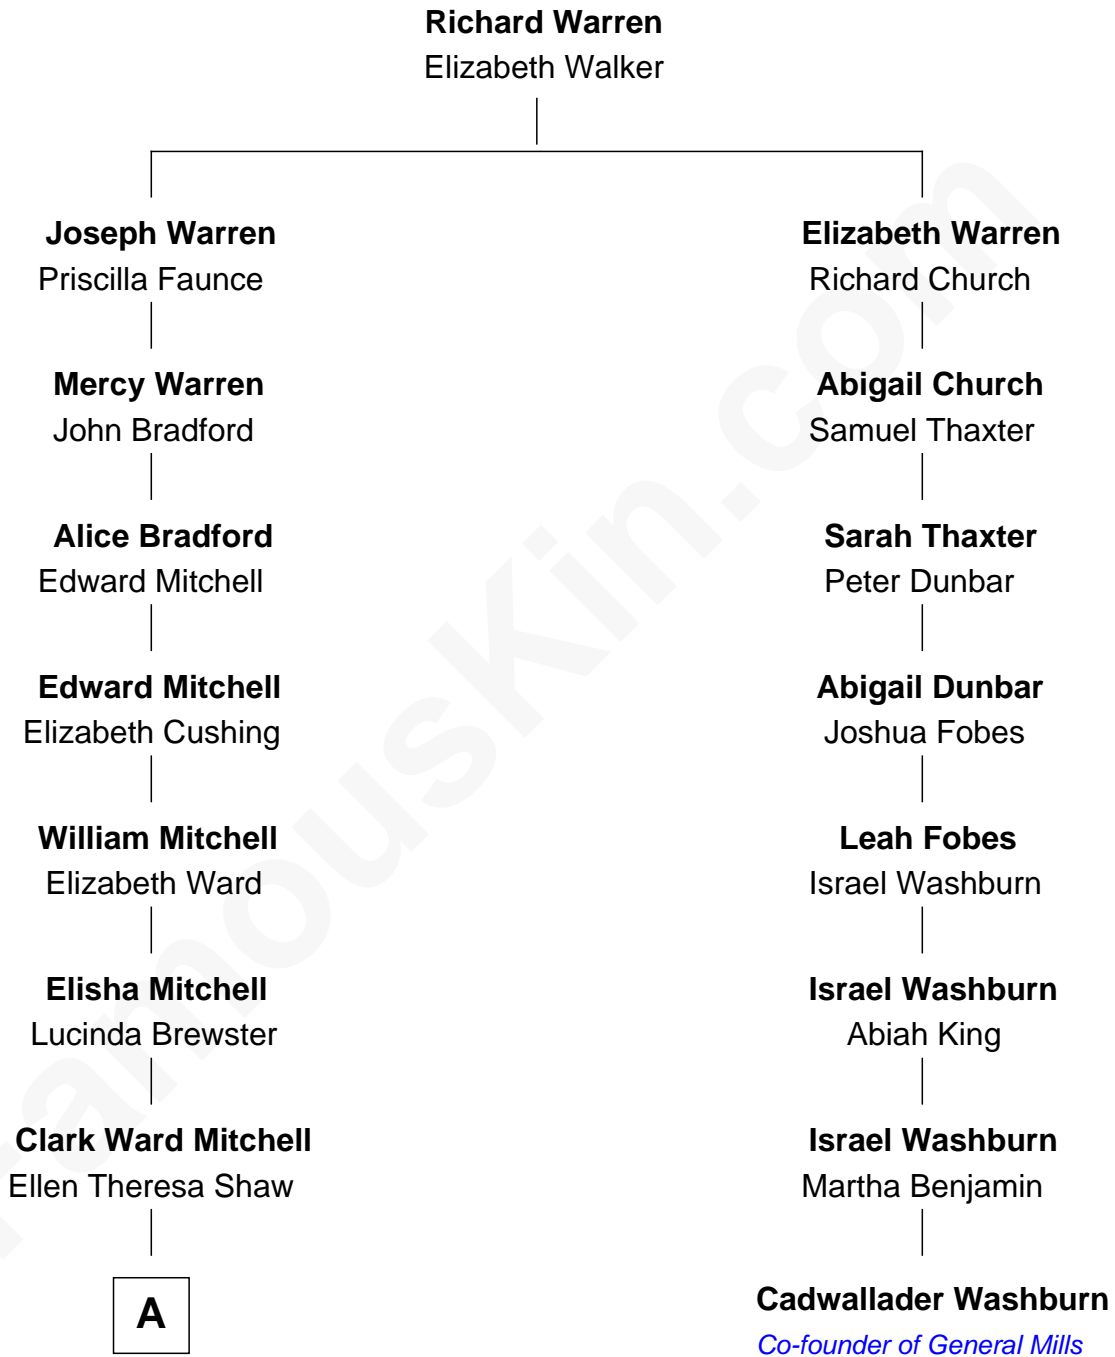 Richard Warren
Elizabeth Walker
Joseph Warren
Priscilla Faunce
Elizabeth Warren
Richard Church
Mercy Warren
John Bradford
Abigail Church
Samuel Thaxter
Alice Bradford
Edward Mitchell
Sarah Thaxter
Peter Dunbar
Edward Mitchell
Elizabeth Cushing
Abigail Dunbar
Joshua Fobes
William Mitchell
Elizabeth Ward
Leah Fobes
Israel Washburn
Elisha Mitchell
Lucinda Brewster
Israel Washburn
Abiah King
Clark Ward Mitchell
Ellen Theresa Shaw
Israel Washburn
Martha Benjamin
A
Cadwallader Washburn
Co-founder of General Mills
FamousKin.com